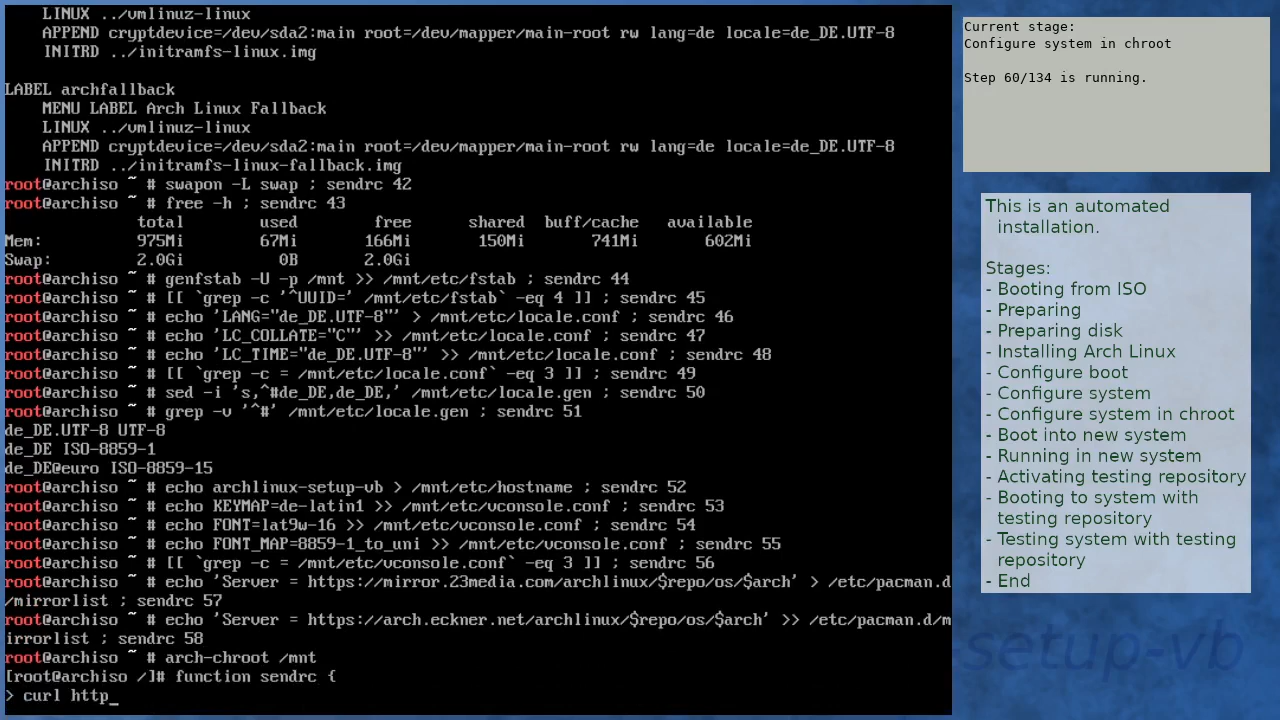 LINUX ../vmlinuz-linux
APPEND cryptdevice=/dev/sda2:main root=/dev/mapper/main-root rw lang=de locale=de_DE.UTF-8
INITRD ../initramfs-linux.img
LABEL archfallback
MENU LABEL Arch Linux Fallback
LINUX ../vmlinuz-linux
APPEND cryptdevice=/dev/sda2:main root=/dev/mapper/main-root rw lang=de locale=de_DE.UTF-8
INITRD ../initramfs-linux-fallback.img
root@archiso ~ # swapon -L swap ; sendrc 42
root@archiso ~ # free -h ; sendrc 43
total used free shared buff/cache available
Mem: 975Mi 67Mi 166Mi 150Mi 741Mi 602Mi
Swap: 2.0Gi 0B 2.0Gi
root@archiso ~ # genfstab -U -p /mnt >> /mnt/etc/fstab ; sendrc 44
root@archiso ~ # [[ `grep -c '^UUID=' /mnt/etc/fstab` -eq 4 ]] ; sendrc 45
root@archiso ~ # echo 'LANG="de_DE.UTF-8"' > /mnt/etc/locale.conf ; sendrc 46
root@archiso ~ # echo 'LC_COLLATE="C"' >> /mnt/etc/locale.conf ; sendrc 47
root@archiso ~ # echo 'LC_TIME="de_DE.UTF-8"' >> /mnt/etc/locale.conf ; sendrc 48
root@archiso ~ # [[ `grep -c = /mnt/etc/locale.conf` -eq 3 ]] ; sendrc 49
root@archiso ~ # sed -i 's,^#de_DE,de_DE,' /mnt/etc/locale.gen ; sendrc 50
root@archiso ~ # grep -v '^#' /mnt/etc/locale.gen ; sendrc 51
de_DE.UTF-8 UTF-8
de_DE ISO-8859-1
de_DE@euro ISO-8859-15
root@archiso ~ # echo archlinux-setup-vb > /mnt/etc/hostname ; sendrc 52
root@archiso ~ # echo KEYMAP=de-latin1 >> /mnt/etc/vconsole.conf ; sendrc 53
root@archiso ~ # echo FONT=lat9w-16 >> /mnt/etc/vconsole.conf ; sendrc 54
root@archiso ~ # echo FONT_MAP=8859-1_to_uni >> /mnt/etc/vconsole.conf ; sendrc 55
root@archiso ~ # [[ `grep -c = /mnt/etc/vconsole.conf` -eq 3 ]] ; sendrc 56
root@archiso ~ # echo 'Server = https://mirror.23media.com/archlinux/$repo/os/$arch' > /etc/pacman.d
/mirrorlist ; sendrc 57
root@archiso ~ # echo 'Server = https://arch.eckner.net/archlinux/$repo/os/$arch' >> /etc/pacman.d/m
irrorlist ; sendrc 58
root@archiso ~ # arch-chroot /mnt
[root@archiso /]# function sendrc {
> curl http_
Current stage:
Configure system in chroot
Step 60/134 is running.
This is an automated
installation.
Stages:
- Booting from ISO
- Preparing
- Preparing disk
- Installing Arch Linux
- Configure boot
- Configure system
- Configure system in chroot
- Boot into new system
- Running in new system
- Activating testing repository
- Booting to system with
testing repository
- Testing system with testing
repository
- End
-setup-vb